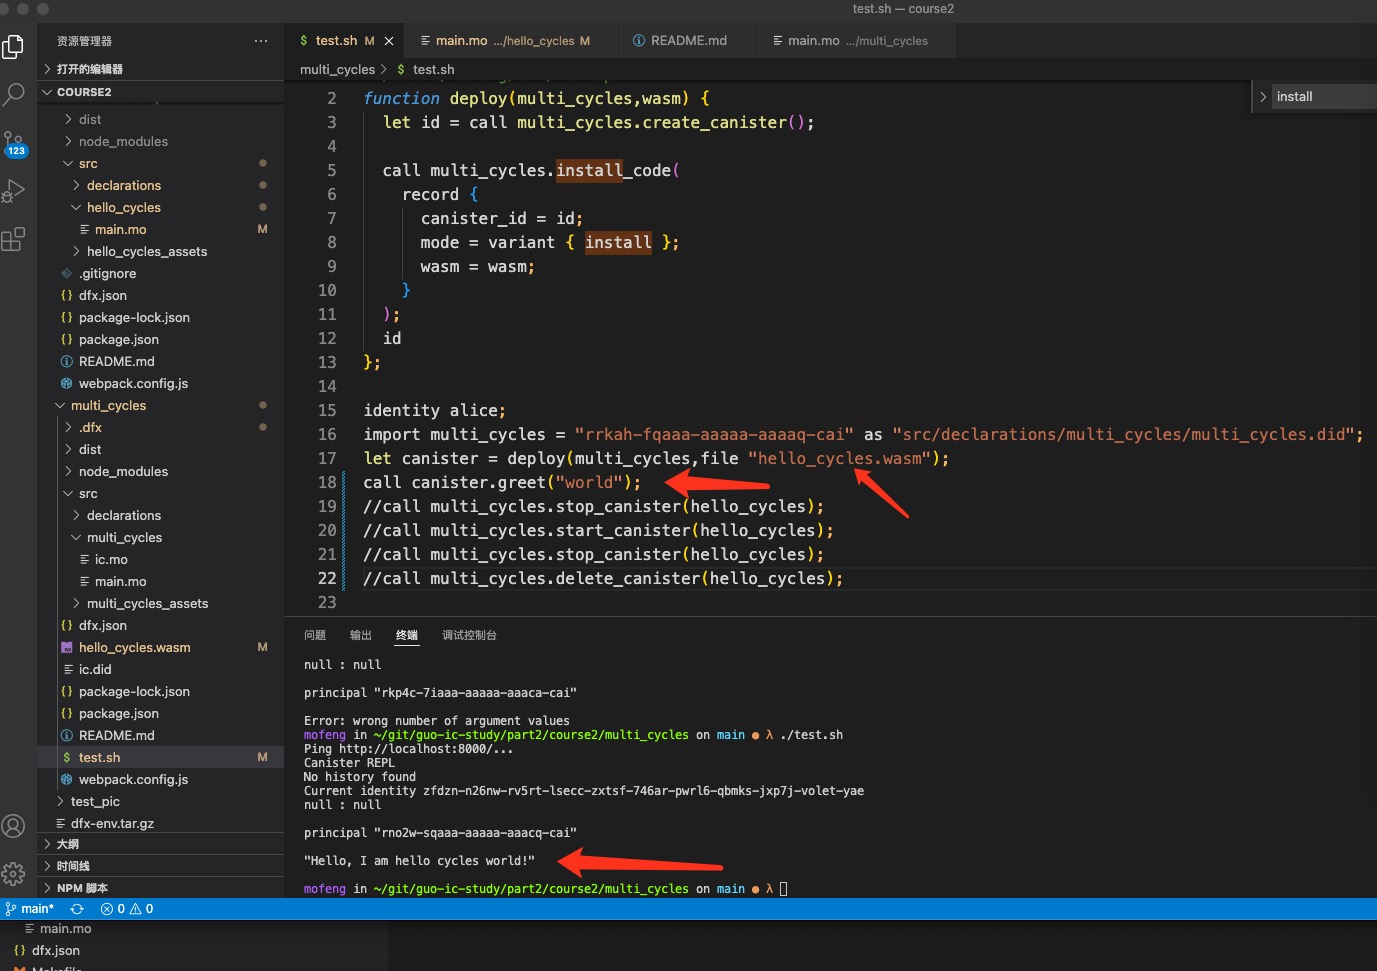 test.sh — course2
资源管理器
···
$ test.sh M ×
main.mo .../hello_cycles M
README.md
main.mo .../multi_cycles
打开的编辑器
multi_cycles > $ test.sh
COURSE2
install
dist
node_modules
src
declarations
hello_cycles
main.mo M
hello_cycles_assets
.gitignore
{} dfx.json
{} package-lock.json
{} package.json
README.md
webpack.config.js
multi_cycles
.dfx
dist
node_modules
src
declarations
multi_cycles
ic.mo
main.mo
multi_cycles_assets
{} dfx.json
hello_cycles.wasm M
ic.did
{} package-lock.json
{} package.json
README.md
$ test.sh M
webpack.config.js
test_pic
dfx-env.tar.gz
大纲
时间线
NPM 脚本
123
2 function deploy(multi_cycles,wasm) {
3 let id = call multi_cycles.create_canister();
4
5 call multi_cycles.install_code(
6 record {
7 canister_id = id;
8 mode = variant { install };
9 wasm = wasm;
10 }
11 );
12 id
13 };
14
15 identity alice;
16 import multi_cycles = "rrkah-fqaaa-aaaaa-aaaaq-cai" as "src/declarations/multi_cycles/multi_cycles.did";
17 let canister = deploy(multi_cycles,file "hello_cycles.wasm");
18 call canister.greet("world");
19 //call multi_cycles.stop_canister(hello_cycles);
20 //call multi_cycles.start_canister(hello_cycles);
21 //call multi_cycles.stop_canister(hello_cycles);
22 //call multi_cycles.delete_canister(hello_cycles);
23
问题 输出 终端 调试控制台
null : null
principal "rkp4c-7iaaa-aaaaa-aaaca-cai"
Error: wrong number of argument values
mofeng in ~/git/guo-ic-study/part2/course2/multi_cycles on main ● λ ./test.sh
Ping http://localhost:8000/...
Canister REPL
No history found
Current identity zfdzn-n26nw-rv5rt-lsecc-zxtsf-746ar-pwrl6-qbmks-jxp7j-volet-yae
null : null
principal "rno2w-sqaaa-aaaaa-aaacq-cai"
"Hello, I am hello cycles world!"
mofeng in ~/git/guo-ic-study/part2/course2/multi_cycles on main ● λ
main* 0 0
main.mo
{} dfx.json